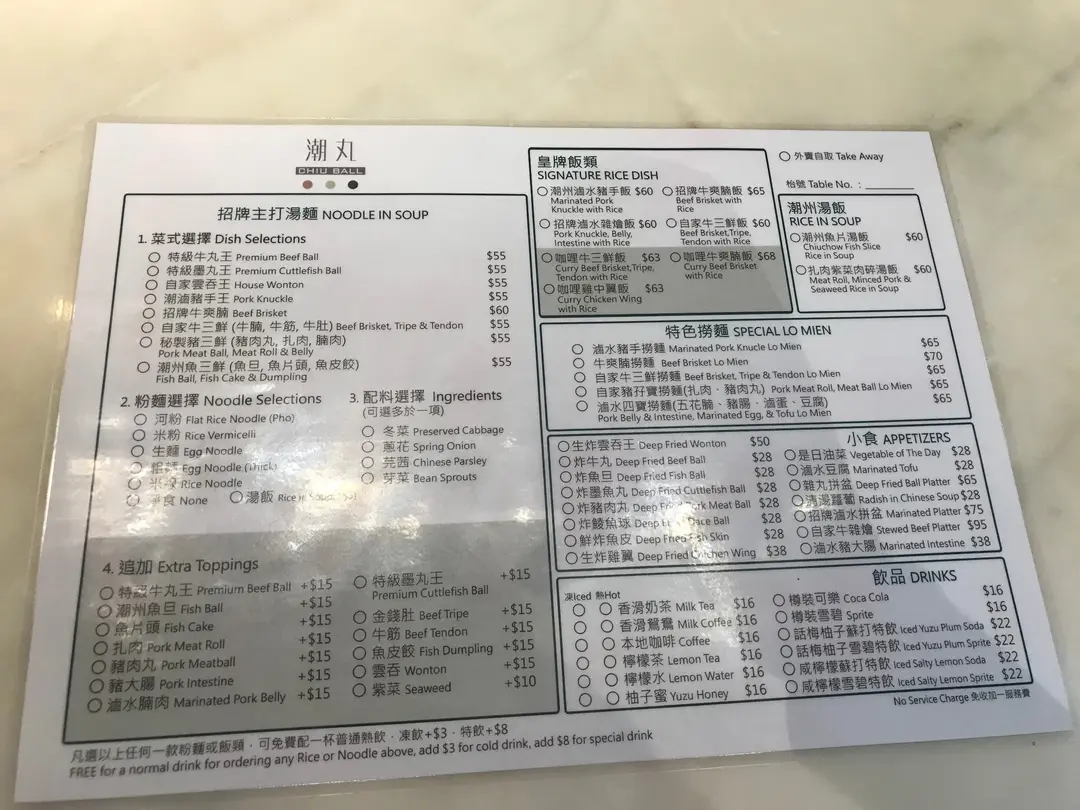 潮丸
CHIU BALL
招牌主打湯麵 NOODLE IN SOUP
1. 菜式選擇 Dish Selections
特級牛丸王 Premium Beef Ball $55
特級墨丸王 Premium Cuttlefish Ball $55
自家雲吞王 House Wonton $55
潮滷豬手王 Pork Knuckle $55
招牌牛腩 Beef Brisket $60
自家牛三鮮 (牛腩, 牛筋, 牛肚) Beef Brisket, Tripe & Tendon $55
秘製豬三鮮 (豬肉丸, 扎肉, 腩肉) $55
Pork Meat Ball, Meat Roll & Belly
潮州魚三鮮 (魚旦, 魚片頭, 魚皮餃) $55
Fish Ball, Fish Cake & Dumpling
2. 粉麵選擇 Noodle Selections
河粉 Flat Rice Noodle (Pho)
米粉 Rice Vermicelli
生麵 Egg Noodle
粗麵 Egg Noodle (Thick)
米線 Rice Noodle
淨食 None 湯飯 Rice in Soup
3. 配料選擇 Ingredients
(可選多於一項)
冬菜 Preserved Cabbage
蔥花 Spring Onion
芫茜 Chinese Parsley
芽菜 Bean Sprouts
4. 追加 Extra Toppings
特級牛丸王 Premium Beef Ball +$15
潮州魚旦 Fish Ball +$15
魚片頭 Fish Cake +$15
扎肉 Pork Meat Roll +$15
豬肉丸 Pork Meatball +$15
豬大腸 Pork Intestine +$15
滷水腩肉 Marinated Pork Belly +$15
特級墨丸王 +$15
Premium Cuttlefish Ball
金錢肚 Beef Tripe +$15
牛筋 Beef Tendon +$15
魚皮餃 Fish Dumpling +$15
雲吞 Wonton +$15
紫菜 Seaweed +$10
凡選以上任何一款粉麵或飯類，可免費配一杯普通熱飲，凍飲+$3，特飲+$8
FREE for a normal drink for ordering any Rice or Noodle above, add $3 for cold drink, add $8 for special drink
皇牌飯類
SIGNATURE RICE DISH
潮州滷水豬手飯 $60
Marinated Pork
Knuckle with Rice
招牌牛爽腩飯 $65
Beef Brisket with
Rice
招牌滷水雜燴飯 $60
Pork Knuckle, Belly,
Intestine with Rice
自家牛三鮮飯 $60
Beef Brisket,Tripe,
Tendon with Rice
咖喱牛三鮮飯 $63
Curry Beef Brisket,Tripe,
Tendon with Rice
咖喱牛爽腩飯 $68
Curry Beef Brisket
with Rice
咖喱雞中翼飯 $63
Curry Chicken Wing
with Rice
外賣自取 Take Away
枱號 Table No. :
潮州湯飯
RICE IN SOUP
潮州魚片湯飯 $60
Chiuchow Fish Slice
Rice in Soup
扎肉紫菜肉碎湯飯 $60
Meat Roll, Minced Pork &
Seaweed Rice in Soup
特色撈麵 SPECIAL LO MIEN
滷水豬手撈麵 Marinated Pork Knucle Lo Mien $65
牛爽腩撈麵 Beef Brisket Lo Mien $70
自家牛三鮮撈麵 Beef Brisket, Tripe & Tendon Lo Mien $65
自家豬孖寶撈麵 (扎肉、豬肉丸) Pork Meat Roll, Meat Ball Lo Mien $65
滷水四寶撈麵 (五花腩、豬腸、滷蛋、豆腐) $65
Pork Belly & Intestine, Marinated Egg, & Tofu Lo Mien
小食 APPETIZERS
生炸雲吞王 Deep Fried Wonton $50
炸牛丸 Deep Fried Beef Ball $28
炸魚旦 Deep Fried Fish Ball $28
炸墨魚丸 Deep Fried Cuttlefish Ball $28
炸豬肉丸 Deep Fried Pork Meat Ball $28
炸鯪魚球 Deep Fried Dace Ball $28
鮮炸魚皮 Deep Fried Fish Skin $28
生炸雞翼 Deep Fried Chichen Wing $38
是日油菜 Vegetable of The Day $28
滷水豆腐 Marinated Tofu $28
雜丸拼盆 Deep Fried Ball Platter $65
清湯蘿蔔 Radish in Chinese Soup $28
招牌滷水拼盆 Marinated Platter $75
自家牛雜燴 Stewed Beef Platter $95
滷水豬大腸 Marinated Intestine $38
飲品 DRINKS
凍Iced 熱Hot
香滑奶茶 Milk Tea $16
香滑鴛鴦 Milk Coffee $16
本地咖啡 Coffee $16
檸檬茶 Lemon Tea $16
檸檬水 Lemon Water $16
柚子蜜 Yuzu Honey $16
樽裝可樂 Coca Cola $16
樽裝雪碧 Sprite $16
話梅柚子蘇打特飲 Iced Yuzu Plum Soda $22
話梅柚子雪碧特飲 Iced Yuzu Plum Sprite $22
咸檸檬蘇打特飲 Iced Salty Lemon Soda $22
咸檸檬雪碧特飲 Iced Salty Lemon Sprite $22
No Service Charge 免收加一服務費